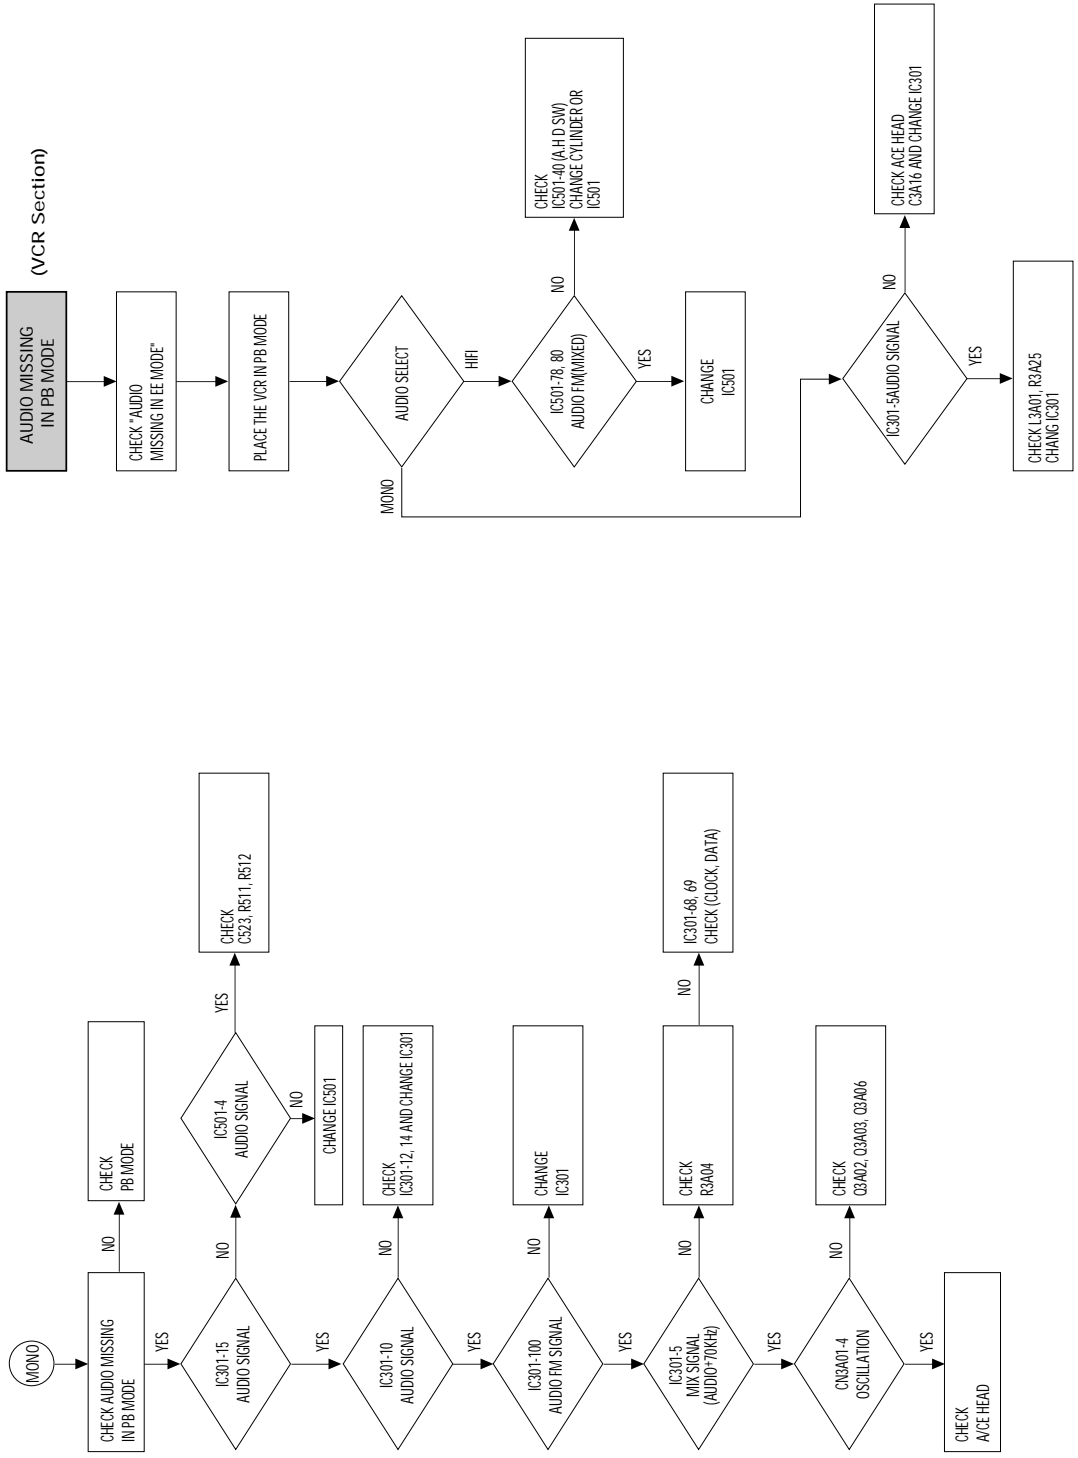 (VCR Section)
AUDIO MISSING
IN PB MODE
CHECK "AUDIO
MISSING IN EE MODE"
PLACE THE VCR IN PB MODE
AUDIO SELECT
MONO
HIFI
IC501-78, 80
AUDIO FM(MIXED)
NO
CHECK
IC501-40 (A.H D SW)
CHANGE CYLINDER OR
IC501
YES
CHANGE
IC501
IC301-5AUDIO SIGNAL
NO
CHECK ACE HEAD
C3A16 AND CHANGE IC301
YES
CHECK L3A01, R3A25
CHANG IC301
MONO
CHECK AUDIO MISSING
IN PB MODE
NO
CHECK
PB MODE
YES
IC301-15
AUDIO SIGNAL
NO
IC501-4
AUDIO SIGNAL
YES
CHECK
C523, R511, R512
NO
CHANGE IC501
YES
IC301-10
AUDIO SIGNAL
NO
CHECK
IC301-12, 14 AND CHANGE IC301
YES
IC301-100
AUDIO FM SIGNAL
NO
CHANGE
IC301
YES
IC301-5
MIX SIGNAL
(AUDIO+70KHz)
NO
CHECK
R3A04
NO
IC301-68, 69
CHECK (CLOCK, DATA)
YES
CN3A01-4
OSCILLATION
NO
CHECK
Q3A02, Q3A03, Q3A06
YES
CHECK
A/CE HEAD